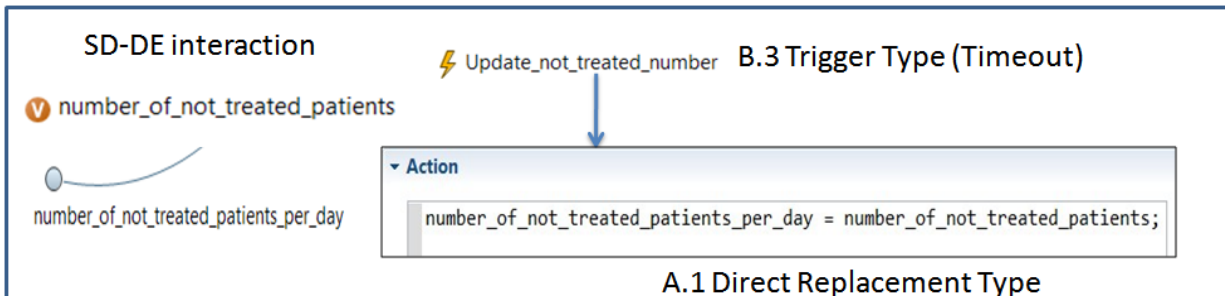 SD-DE interaction
Update_not_treated_number
B.3 Trigger Type (Timeout)
V number_of_not_treated_patients
Action
number_of_not_treated_patients_per_day
number_of_not_treated_patients_per_day = number_of_not_treated_patients;
A.1 Direct Replacement Type